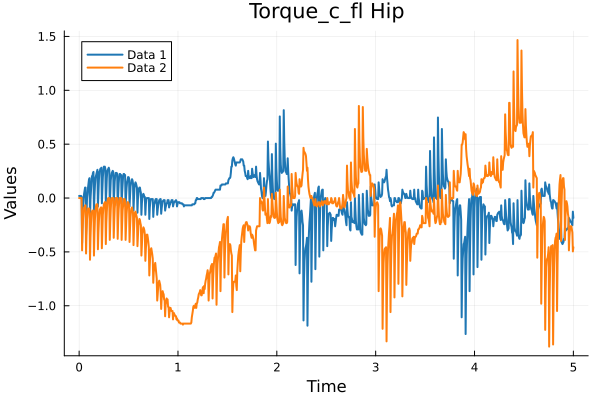 Torque_c_fl Hip
Data 1
Data 2
Values
1.5
1.0
0.5
0.0
−0.5
−1.0
0 1 2 3 4 5
Time